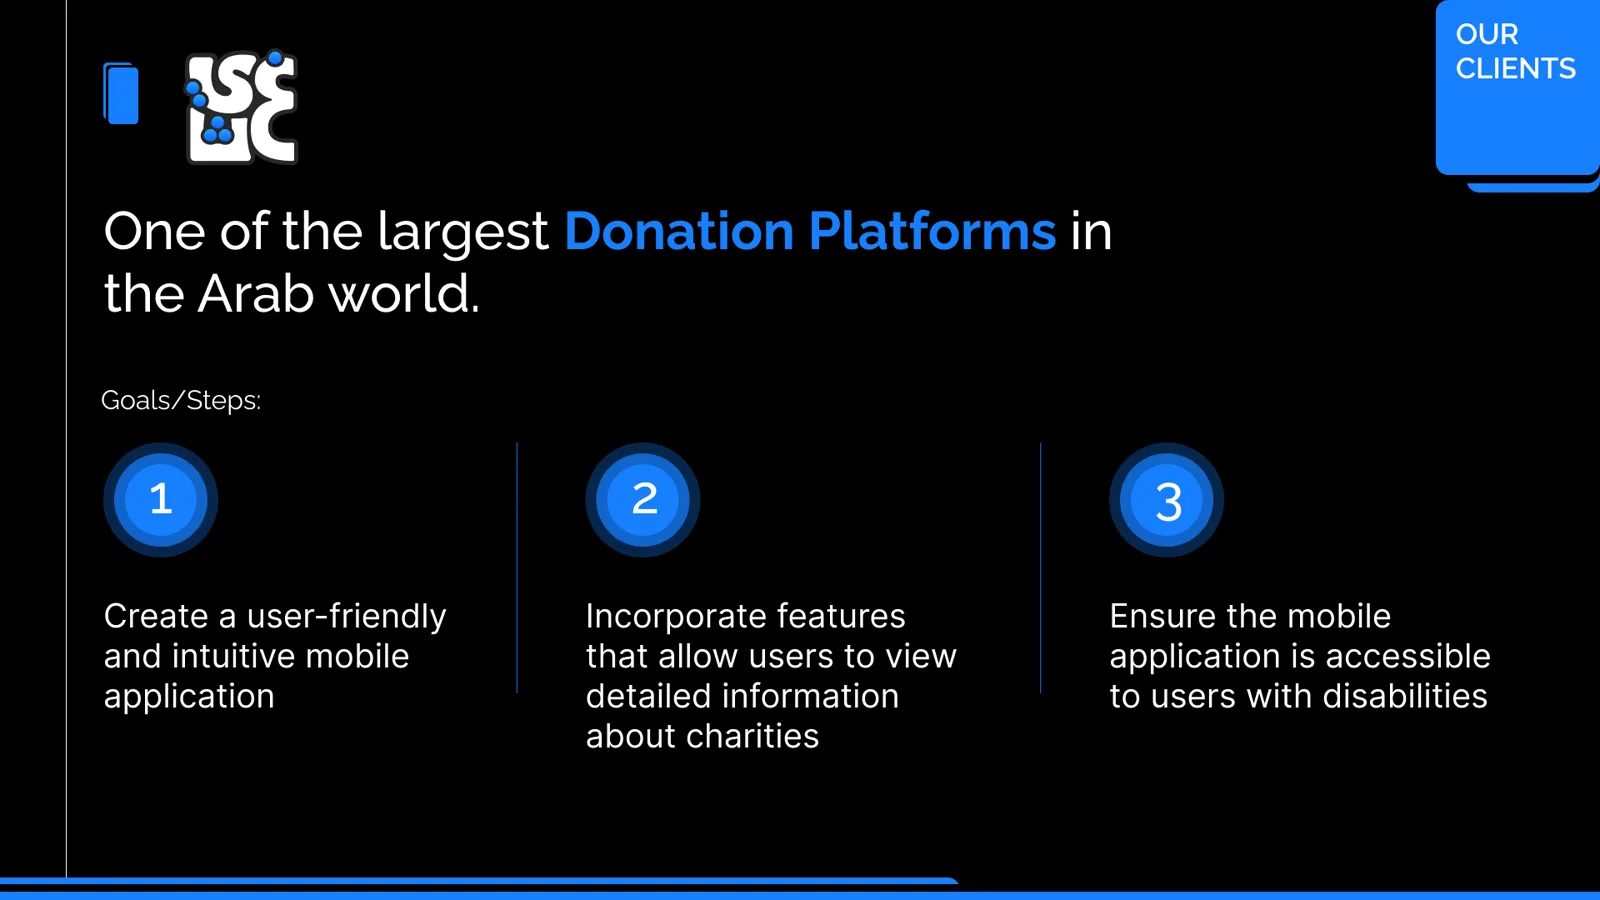 OUR
CLIENTS
One of the largest Donation Platforms in
the Arab world.
Goals/Steps:
1
Create a user-friendly
and intuitive mobile
application
2
Incorporate features
that allow users to view
detailed information
about charities
3
Ensure the mobile
application is accessible
to users with disabilities